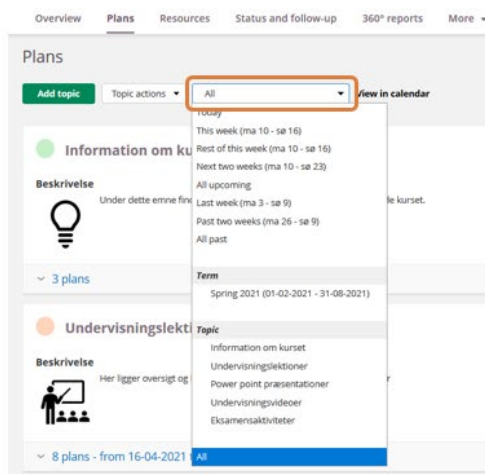 Overview Plans Resources Status and follow-up 360° reports More
Plans
Add topic Topic actions All View in calendar
Today
This week (ma 10 - sø 16)
Information om ku
Rest of this week (ma 10 - sø 16)
Next two weeks (ma 10 - sø 23)
Beskrivelse
All upcoming
Under dette emne find
Last week (ma 3 - sø 9)
de kurset.
Past two weeks (ma 26 - sø 9)
All past
3 plans
Term
Spring 2021 (01-02-2021 - 31-08-2021)
Undervisningslekti
Topic
Information om kurset
Beskrivelse
Undervisningslektioner
Her ligger oversigt og
Power point præsentationer
Undervisningsvideoer
Eksamensaktiviteter
8 plans - from 16-04-2021
All